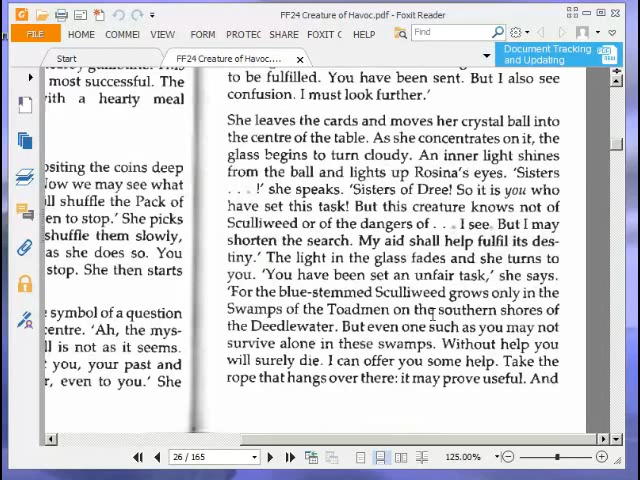 FF24 Creature of Havoc.pdf - Foxit Reader
FILE HOME COMMEI VIEW FORM PROTEC SHARE FOXIT C HELP Find
Start FF24 Creature of Havoc.... Document Tracking
and Updating
most successful. The
with a hearty meal
ositing the coins deep
Now we may see what
ll shuffle the Pack of
en to stop.' She picks
shuffle them slowly,
as she does so. You
stop. She then starts
e symbol of a question
centre. 'Ah, the mys-
ll is not as it seems.
t you, your past and
r, even to you.' She
to be fulfilled. You have been sent. But I also see
confusion. I must look further.'
She leaves the cards and moves her crystal ball into
the centre of the table. As she concentrates on it, the
glass begins to turn cloudy. An inner light shines
from the ball and lights up Rosina's eyes. 'Sisters
. . . !' she speaks. 'Sisters of Dree! So it is you who
have set this task! But this creature knows not of
Sculliweed or of the dangers of . . . I see. But I may
shorten the search. My aid shall help fulfil its des-
tiny.' The light in the glass fades and she turns to
you. 'You have been set an unfair task,' she says.
'For the blue-stemmed Sculliweed grows only in the
Swamps of the Toadmen on the southern shores of
the Deedlewater. But even one such as you may not
survive alone in these swamps. Without help you
will surely die. I can offer you some help. Take the
rope that hangs over there: it may prove useful. And
26 / 165 125.00%